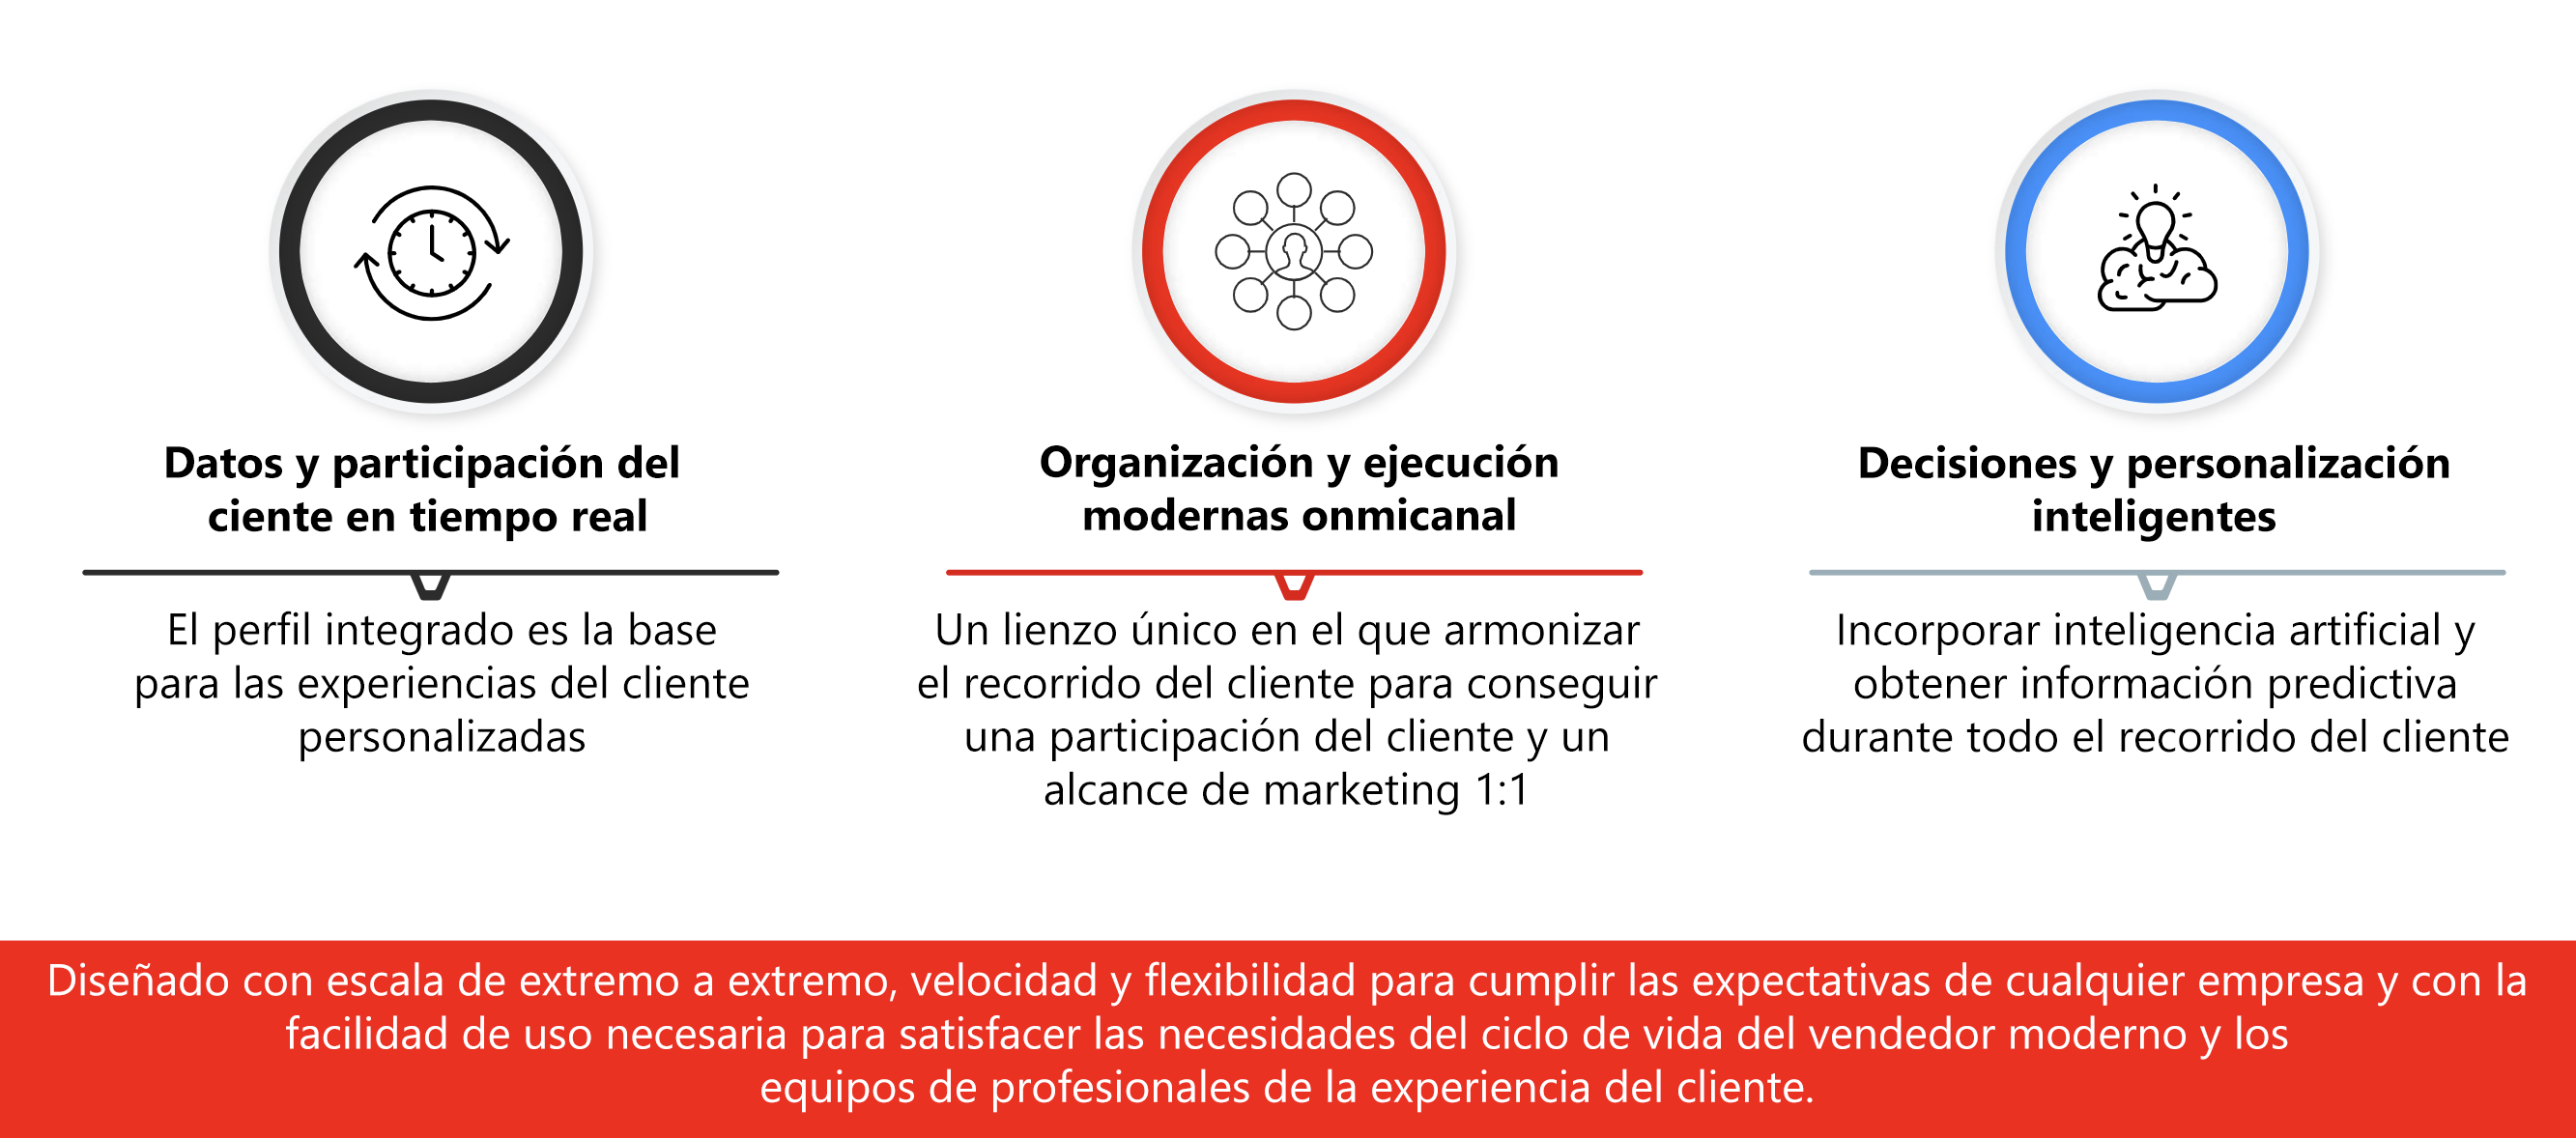 Datos y participación del
ciente en tiempo real
El perfil integrado es la base
para las experiencias del cliente
personalizadas
Organización y ejecución
modernas onmicanal
Un lienzo único en el que armonizar
el recorrido del cliente para conseguir
una participación del cliente y un
alcance de marketing 1:1
Decisiones y personalización
inteligentes
Incorporar inteligencia artificial y
obtener información predictiva
durante todo el recorrido del cliente
Diseñado con escala de extremo a extremo, velocidad y flexibilidad para cumplir las expectativas de cualquier empresa y con la
facilidad de uso necesaria para satisfacer las necesidades del ciclo de vida del vendedor moderno y los
equipos de profesionales de la experiencia del cliente.